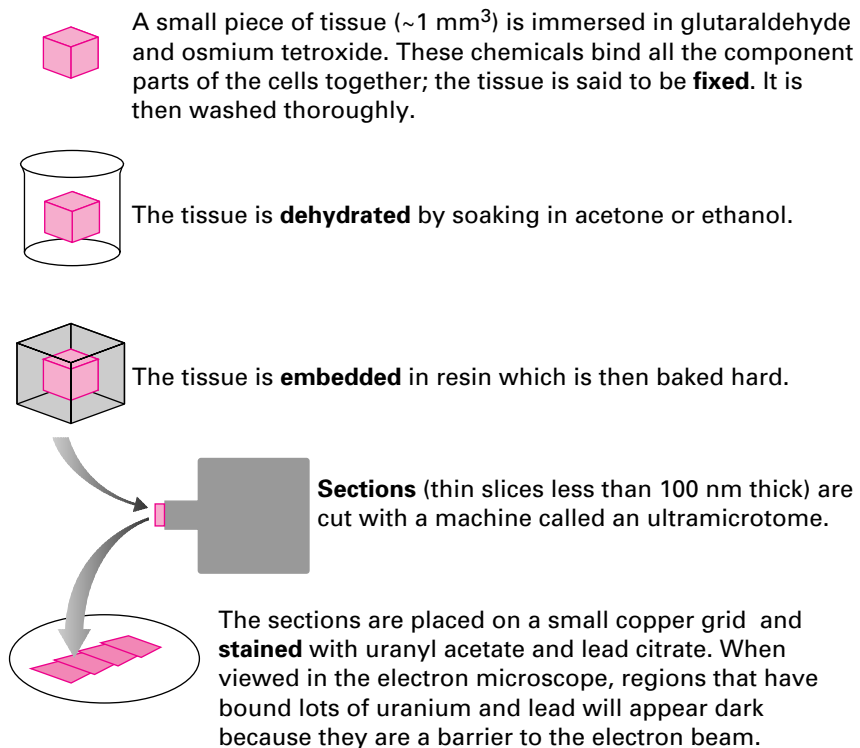 A small piece of tissue (~1 mm³) is immersed in glutaraldehyde
and osmium tetroxide. These chemicals bind all the component
parts of the cells together; the tissue is said to be fixed. It is
then washed thoroughly.
The tissue is dehydrated by soaking in acetone or ethanol.
The tissue is embedded in resin which is then baked hard.
Sections (thin slices less than 100 nm thick) are
cut with a machine called an ultramicrotome.
The sections are placed on a small copper grid and
stained with uranyl acetate and lead citrate. When
viewed in the electron microscope, regions that have
bound lots of uranium and lead will appear dark
because they are a barrier to the electron beam.